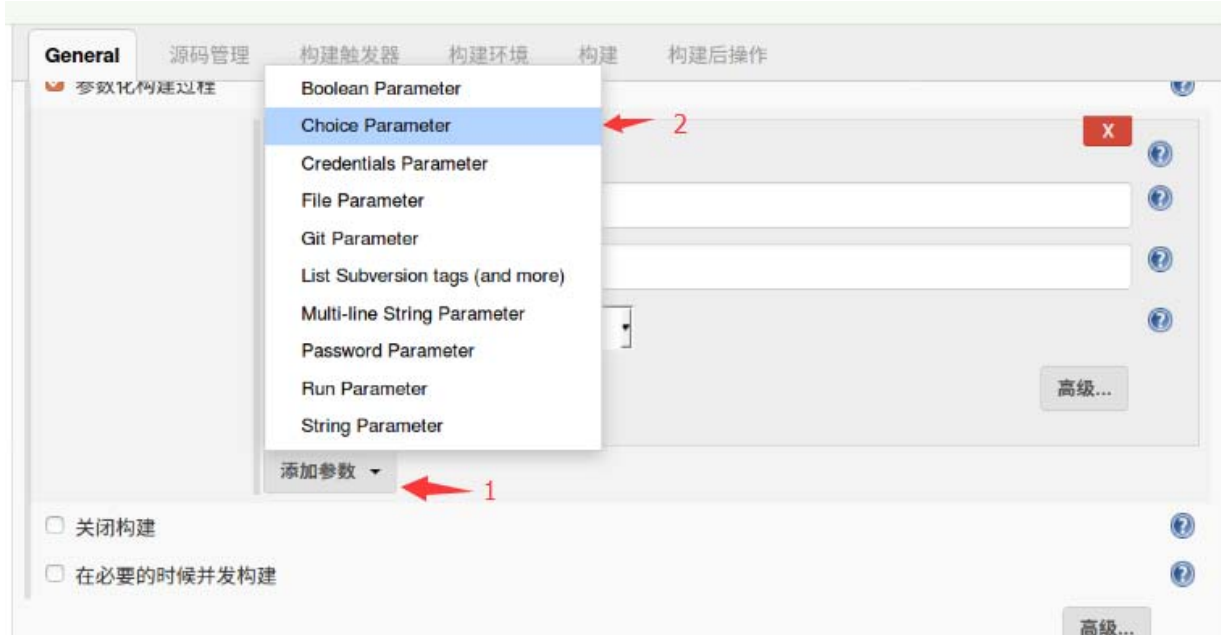 General 源码管理 构建触发器 构建环境 构建 构建后操作
参数化构建过程
Boolean Parameter
Choice Parameter
2
X
Credentials Parameter
File Parameter
Git Parameter
List Subversion tags (and more)
Multi-line String Parameter
Password Parameter
Run Parameter
高级...
String Parameter
添加参数
1
关闭构建
在必要的时候并发构建
高级...